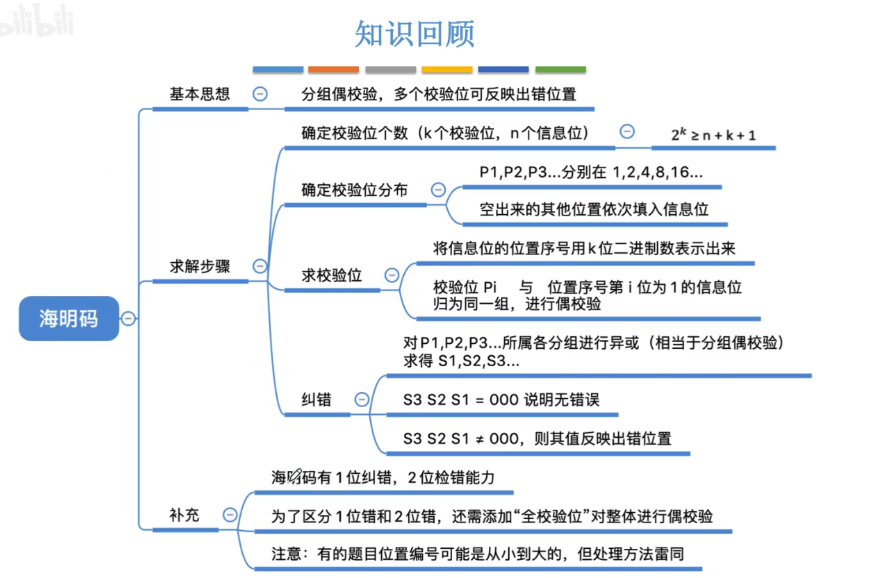 bilibili
知识回顾
基本思想
分组偶校验，多个校验位可反映出错位置
确定校验位个数（k个校验位，n个信息位）
2^k ≥ n + k + 1
确定校验位分布
P1,P2,P3...分别在 1,2,4,8,16...
空出来的其他位置依次填入信息位
求解步骤
求校验位
将信息位的位置序号用k位二进制数表示出来
校验位 Pi 与 位置序号第 i 位为1的信息位
归为同一组，进行偶校验
海明码
纠错
对P1,P2,P3...所属各分组进行异或（相当于分组偶校验）
求得 S1,S2,S3...
S3 S2 S1 = 000 说明无错误
S3 S2 S1 ≠ 000，则其值反映出错位置
补充
海明码有1位纠错，2位检错能力
为了区分1位错和2位错，还需添加“全校验位”对整体进行偶校验
注意：有的题目位置编号可能是从小到大的，但处理方法雷同